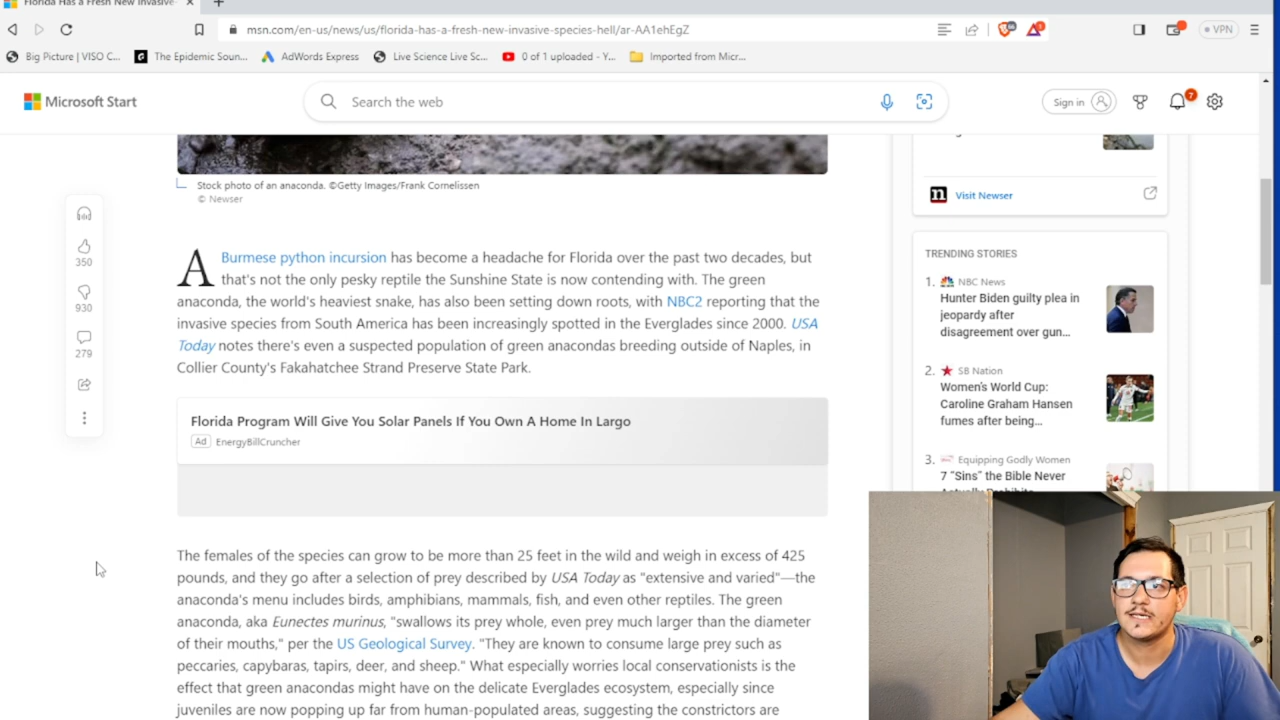 Florida Has a Fresh New Invasive
msn.com/en-us/news/us/florida-has-a-fresh-new-invasive-species-hell/ar-AA1ehEgZ
VPN
Big Picture | VISO C...
The Epidemic Soun...
AdWords Express
Live Science Live Sc...
0 of 1 uploaded - Y...
Imported from Micr...
Microsoft Start
Search the web
Sign in
7
Stock photo of an anaconda. ©Getty Images/Frank Cornelissen
© Newser
Visit Newser
350
930
279
A Burmese python incursion has become a headache for Florida over the past two decades, but
that's not the only pesky reptile the Sunshine State is now contending with. The green
anaconda, the world's heaviest snake, has also been setting down roots, with NBC2 reporting that the
invasive species from South America has been increasingly spotted in the Everglades since 2000. USA
Today notes there's even a suspected population of green anacondas breeding outside of Naples, in
Collier County's Fakahatchee Strand Preserve State Park.
Florida Program Will Give You Solar Panels If You Own A Home In Largo
Ad EnergyBillCruncher
The females of the species can grow to be more than 25 feet in the wild and weigh in excess of 425
pounds, and they go after a selection of prey described by USA Today as "extensive and varied"—the
anaconda's menu includes birds, amphibians, mammals, fish, and even other reptiles. The green
anaconda, aka Eunectes murinus, "swallows its prey whole, even prey much larger than the diameter
of their mouths," per the US Geological Survey. "They are known to consume large prey such as
peccaries, capybaras, tapirs, deer, and sheep." What especially worries local conservationists is the
effect that green anacondas might have on the delicate Everglades ecosystem, especially since
juveniles are now popping up far from human-populated areas, suggesting the constrictors are
TRENDING STORIES
1. NBC News
Hunter Biden guilty plea in
jeopardy after
disagreement over gun...
2. SB Nation
Women's World Cup:
Caroline Graham Hansen
fumes after being...
3. Equipping Godly Women
7 "Sins" the Bible Never
Actually Prohibits